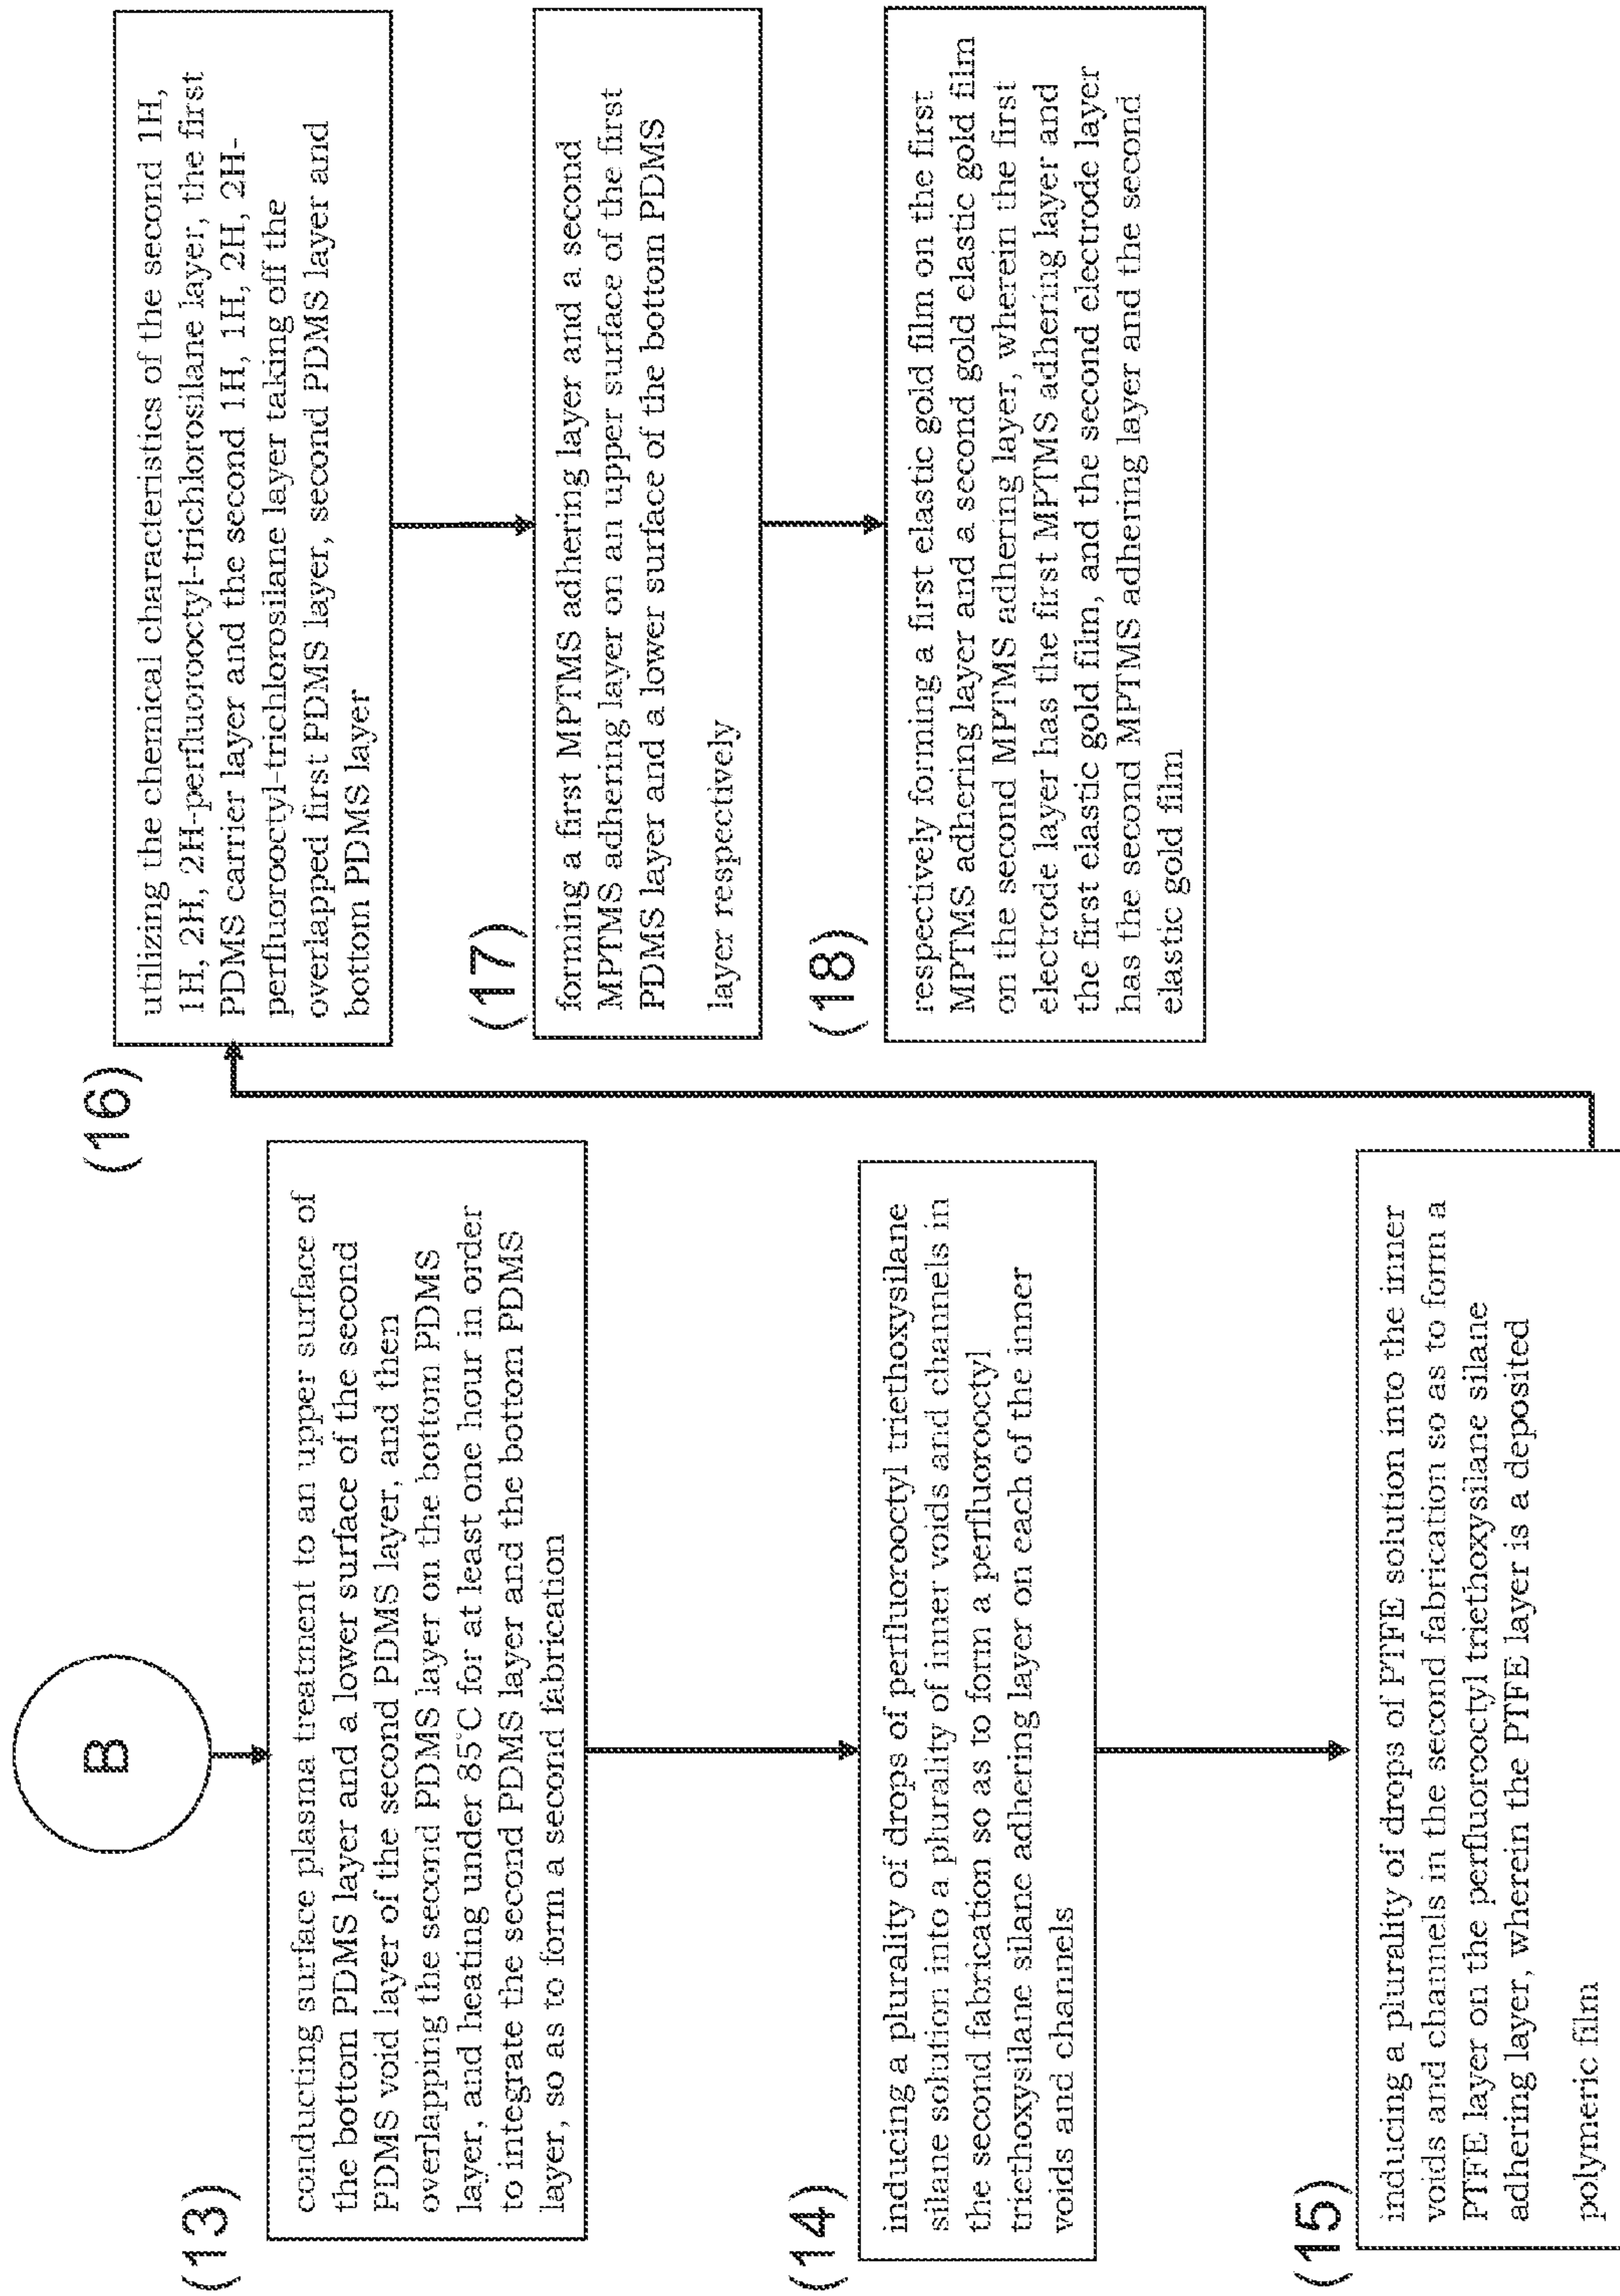 B
(13)
conducting surface plasma treatment to an upper surface of
the bottom PDMS layer and a lower surface of the second
PDMS void layer of the second PDMS layer, and then
overlapping the second PDMS layer on the bottom PDMS
layer, and heating under 85°C for at least one hour in order
to integrate the second PDMS layer and the bottom PDMS
layer, so as to form a second fabrication
(14)
inducing a plurality of drops of perfluorooctyl triethoxysilane
silane solution into a plurality of inner voids and channels in
the second fabrication so as to form a perfluorooctyl
triethoxysilane silane adhering layer on each of the inner
voids and channels
(15)
inducing a plurality of drops of PTFE solution into the inner
voids and channels in the second fabrication so as to form a
PTFE layer on the perfluorooctyl triethoxysilane silane
adhering layer, wherein the PTFE layer is a deposited
polymeric film
(16)
utilizing the chemical characteristics of the second 1H,
1H, 2H, 2H-perfluorooctyl-trichlorosilane layer, the first
PDMS carrier layer and the second 1H, 1H, 2H, 2H-
perfluorooctyl-trichlorosilane layer taking off the
overlapped first PDMS layer, second PDMS layer and
bottom PDMS layer
(17)
forming a first MPTMS adhering layer and a second
MPTMS adhering layer on an upper surface of the first
PDMS layer and a lower surface of the bottom PDMS
layer respectively
(18)
respectively forming a first elastic gold film on the first
MPTMS adhering layer and a second gold elastic gold film
on the second MPTMS adhering layer, wherein the first
electrode layer has the first MPTMS adhering layer and
the first elastic gold film, and the second electrode layer
has the second MPTMS adhering layer and the second
elastic gold film